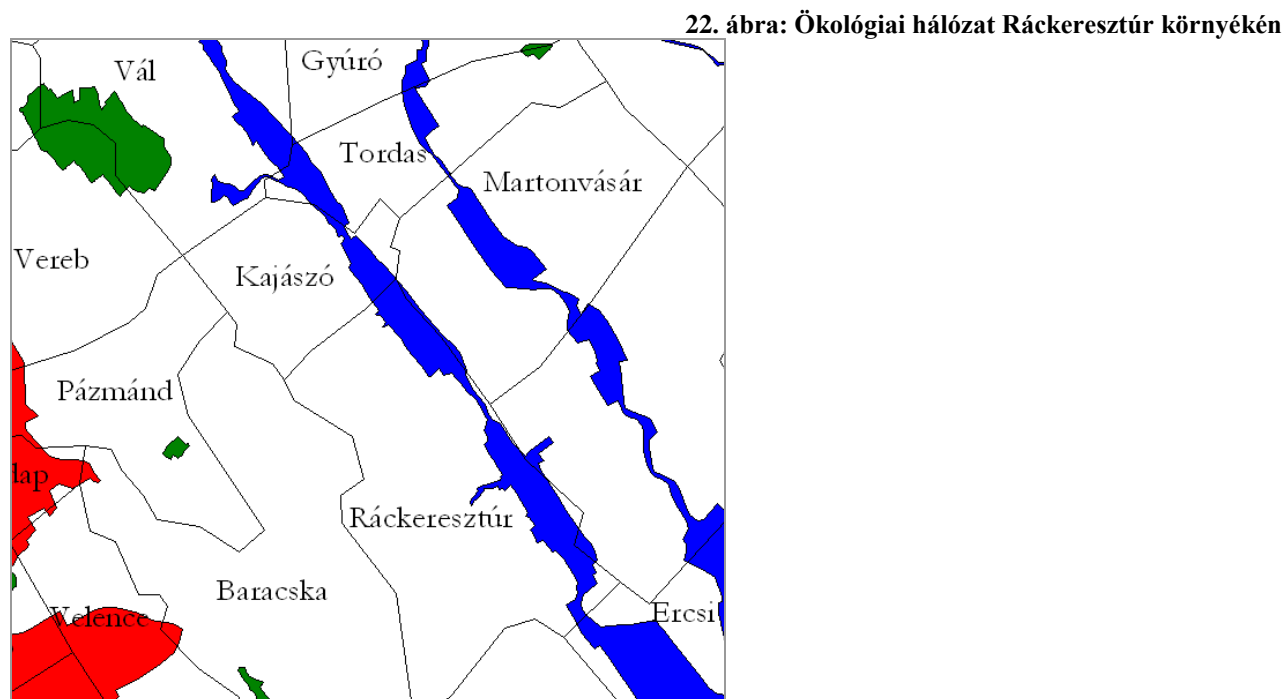 22. ábra: Ökológiai hálózat Ráckeresztúr környékén
Gyúró
Vál
Tordas
Martonvásár
Vereb
Kajászó
Pázmánd
lap
Ráckeresztúr
Baracska
Velence
Ercsi